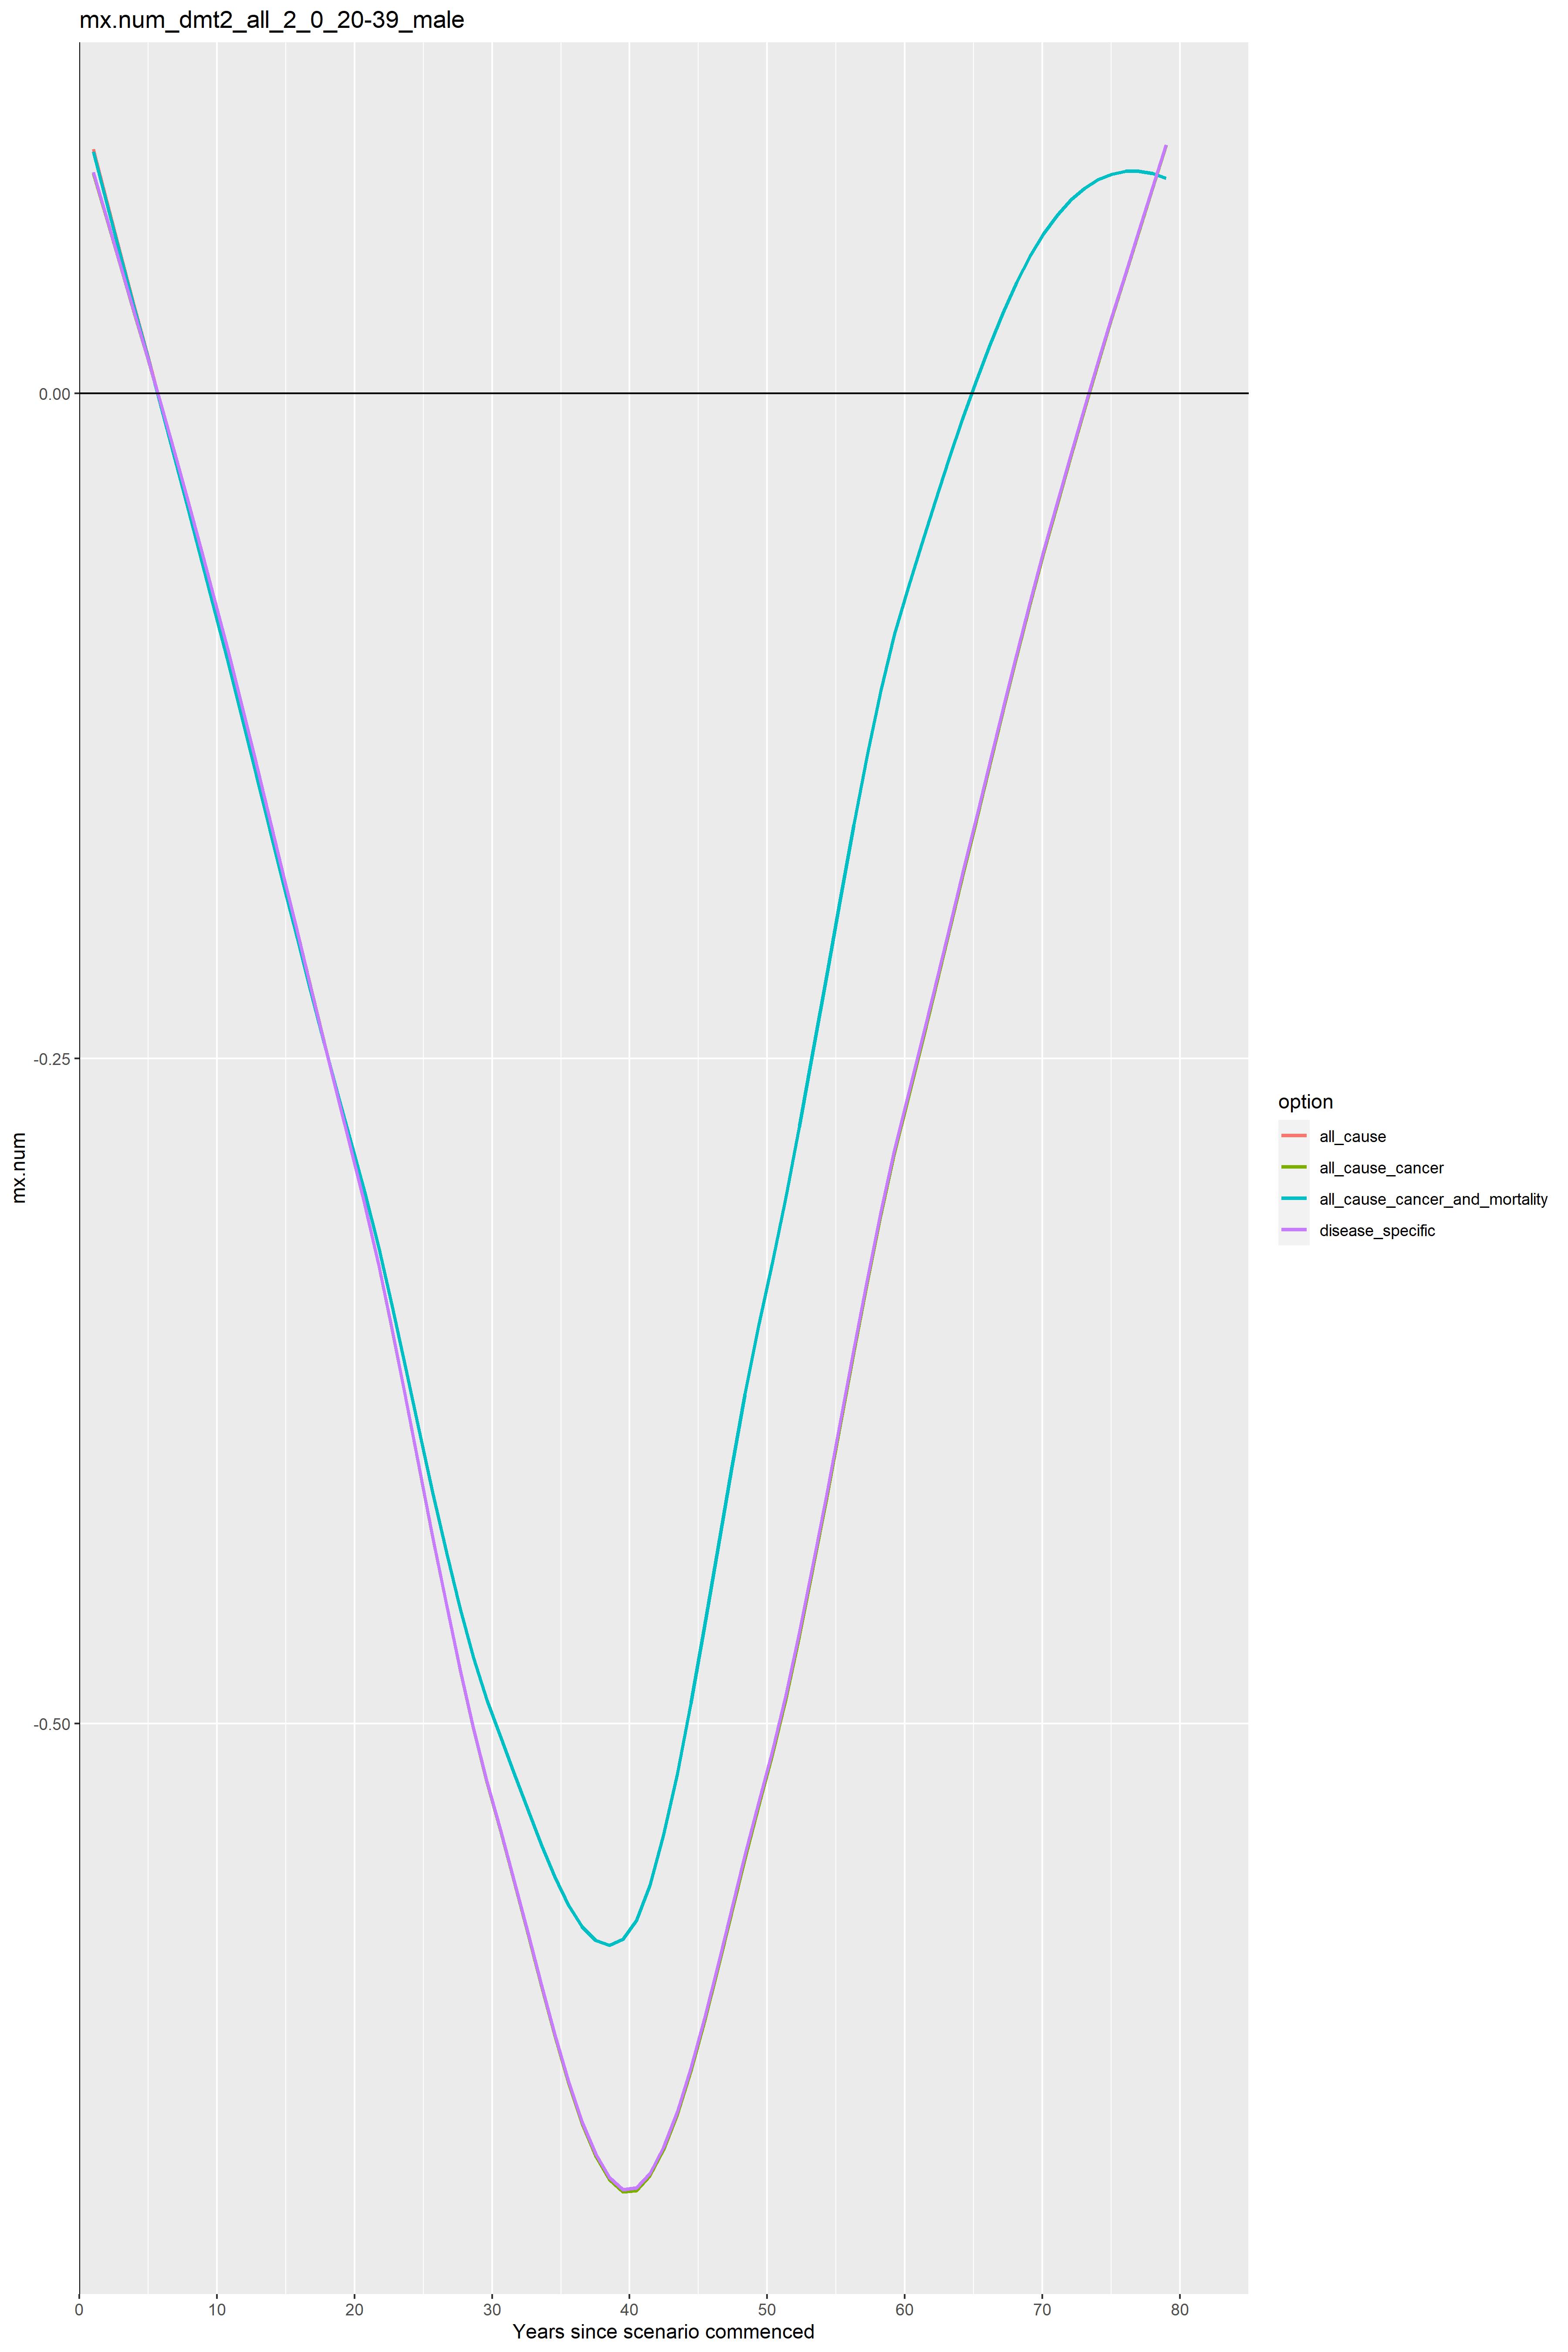 mx.num_dmt2_all_2_0_20-39_male
0.00
-0.25
-0.50
mx.num
0 10 20 30 40 50 60 70 80
Years since scenario commenced
option
all_cause
all_cause_cancer
all_cause_cancer_and_mortality
disease_specific